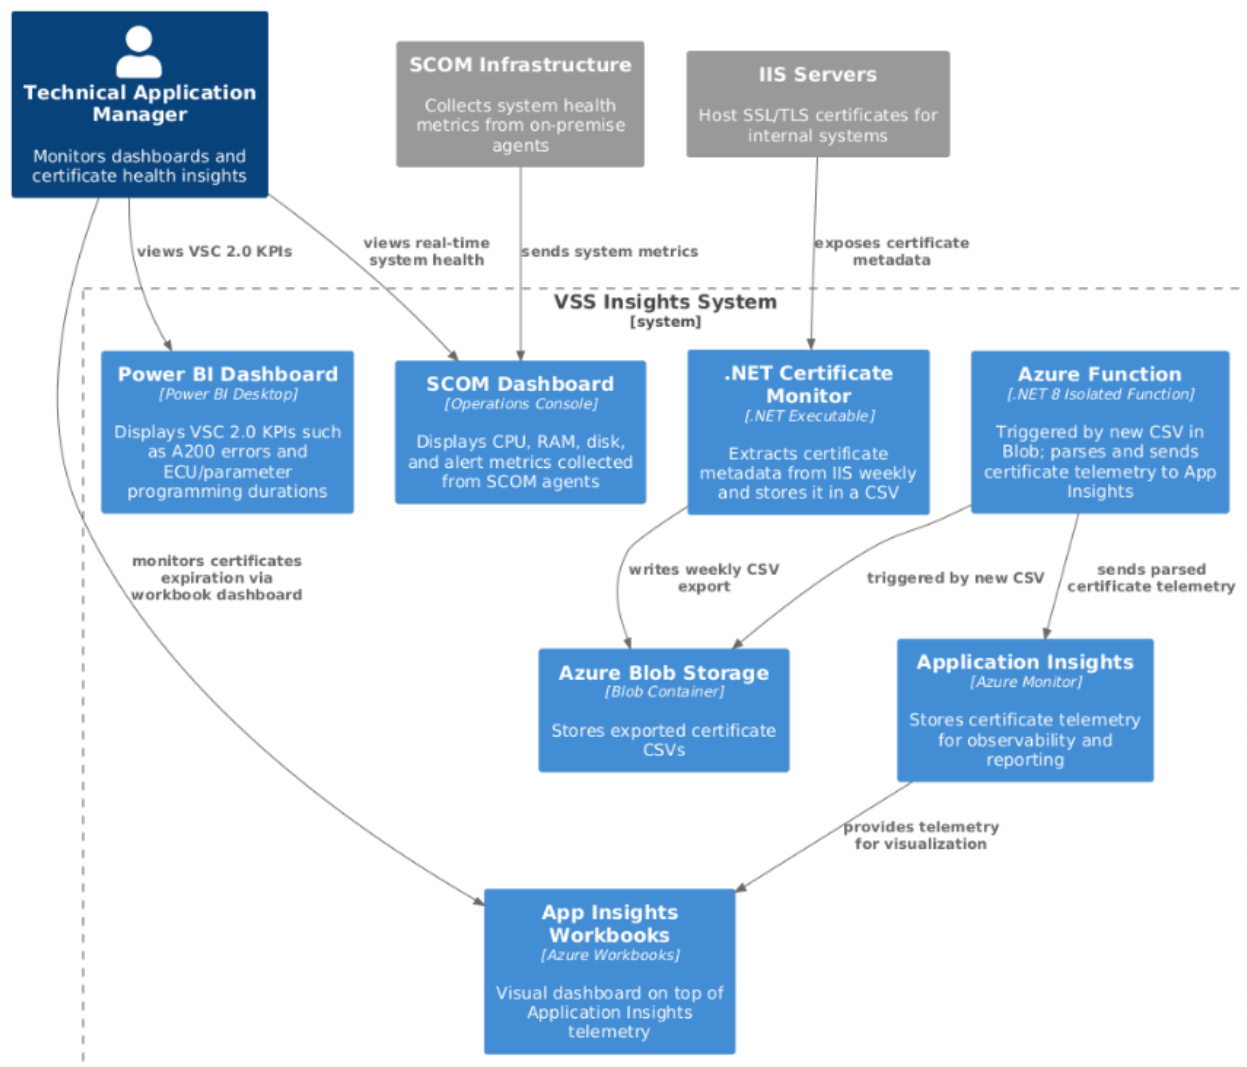 Technical Application
Manager
Monitors dashboards and
certificate health insights
SCOM Infrastructure
Collects system health
metrics from on-premise
agents
IIS Servers
Host SSL/TLS certificates for
internal systems
views VSC 2.0 KPIs
views real-time
system health
sends system metrics
exposes certificate
metadata
VSS Insights System
[system]
Power BI Dashboard
[Power BI Desktop]
Displays VSC 2.0 KPIs such
as A200 errors and
ECU/parameter
programming durations
SCOM Dashboard
[Operations Console]
Displays CPU, RAM, disk,
and alert metrics collected
from SCOM agents
.NET Certificate
Monitor
[.NET Executable]
Extracts certificate
metadata from IIS weekly
and stores it in a CSV
Azure Function
[.NET 8 Isolated Function]
Triggered by new CSV in
Blob; parses and sends
certificate telemetry to App
Insights
monitors certificates
expiration via
workbook dashboard
writes weekly CSV
export
triggered by new CSV
sends parsed
certificate telemetry
Azure Blob Storage
[Blob Container]
Stores exported certificate
CSVs
Application Insights
[Azure Monitor]
Stores certificate telemetry
for observability and
reporting
provides telemetry
for visualization
App Insights
Workbooks
[Azure Workbooks]
Visual dashboard on top of
Application Insights
telemetry